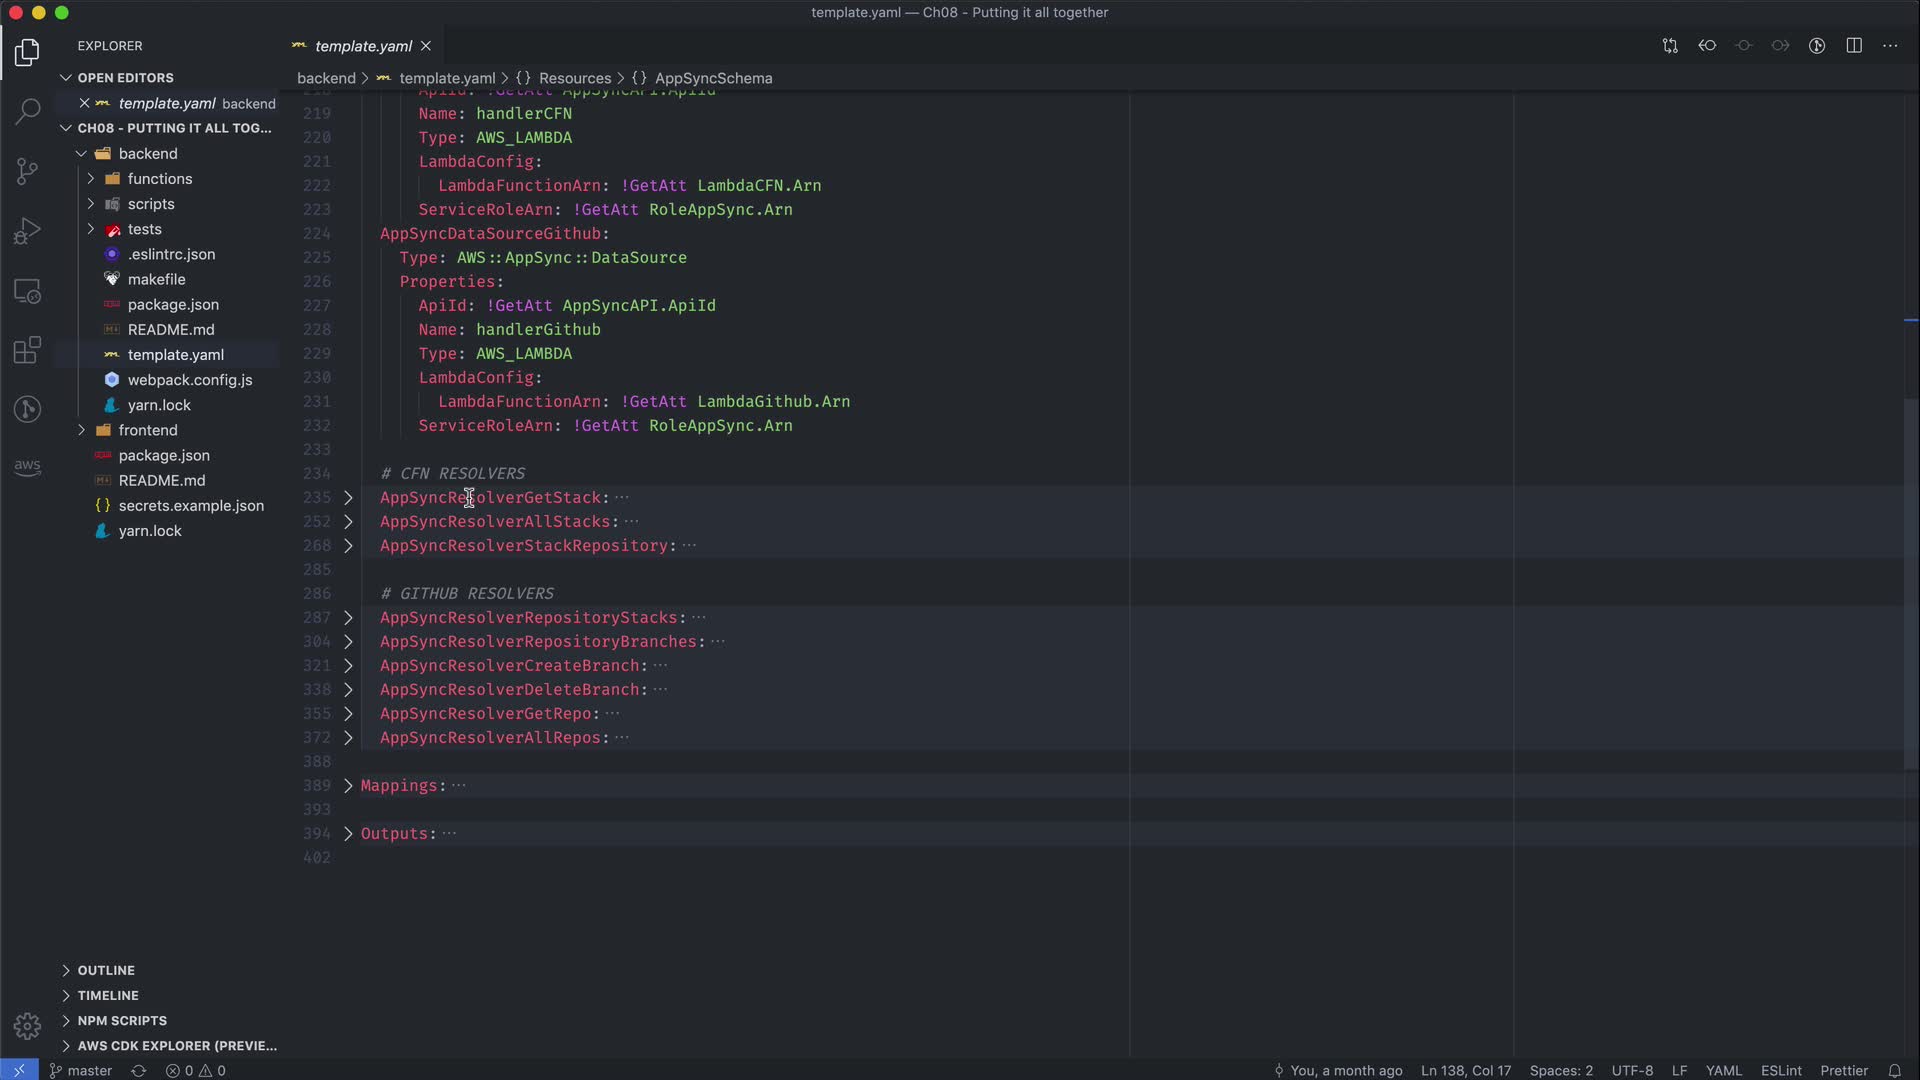 template.yaml — Ch08 - Putting it all together
EXPLORER
OPEN EDITORS
template.yaml backend
CH08 - PUTTING IT ALL TOG...
backend
functions
scripts
tests
.eslintrc.json
makefile
package.json
README.md
template.yaml
webpack.config.js
yarn.lock
frontend
package.json
README.md
secrets.example.json
yarn.lock
OUTLINE
TIMELINE
NPM SCRIPTS
AWS CDK EXPLORER (PREVIE...
aws
template.yaml
backend > template.yaml > {} Resources > {} AppSyncSchema
218 ApiId: !GetAtt AppSyncAPI.ApiId
219 Name: handlerCFN
220 Type: AWS_LAMBDA
221 LambdaConfig:
222 LambdaFunctionArn: !GetAtt LambdaCFN.Arn
223 ServiceRoleArn: !GetAtt RoleAppSync.Arn
224 AppSyncDataSourceGithub:
225 Type: AWS::AppSync::DataSource
226 Properties:
227 ApiId: !GetAtt AppSyncAPI.ApiId
228 Name: handlerGithub
229 Type: AWS_LAMBDA
230 LambdaConfig:
231 LambdaFunctionArn: !GetAtt LambdaGithub.Arn
232 ServiceRoleArn: !GetAtt RoleAppSync.Arn
233
234 # CFN RESOLVERS
235 AppSyncResolverGetStack: ...
252 AppSyncResolverAllStacks: ...
268 AppSyncResolverStackRepository: ...
285
286 # GITHUB RESOLVERS
287 AppSyncResolverRepositoryStacks: ...
304 AppSyncResolverRepositoryBranches: ...
321 AppSyncResolverCreateBranch: ...
338 AppSyncResolverDeleteBranch: ...
355 AppSyncResolverGetRepo: ...
372 AppSyncResolverAllRepos: ...
388
389 Mappings: ...
393
394 Outputs: ...
402
master 0 0 You, a month ago Ln 138, Col 17 Spaces: 2 UTF-8 LF YAML ESLint Prettier